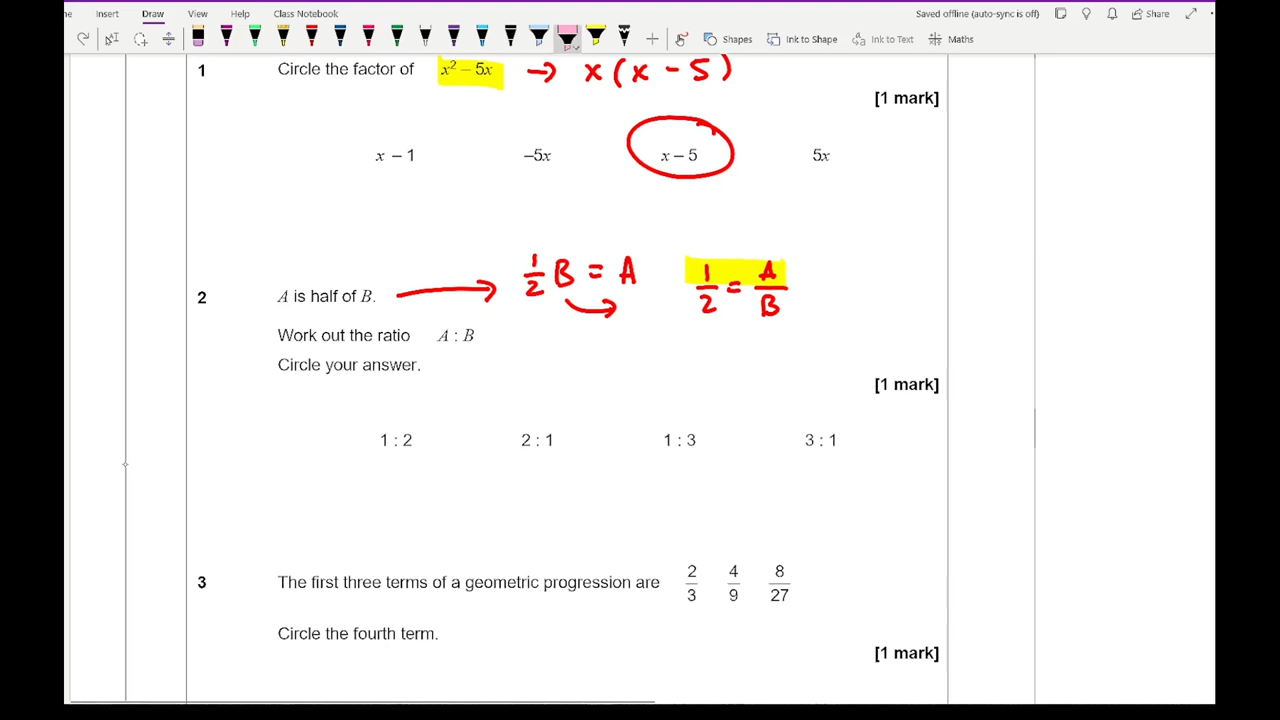 Insert Draw View Help Class Notebook Saved offline (auto-sync is off) Share
Shapes Ink to Shape Ink to Text Maths
1 Circle the factor of x² – 5x → x(x – 5)
[1 mark]
x – 1 –5x x – 5 5x
2 A is half of B. 1/2 B = A 1/2 = A/B
Work out the ratio A : B
Circle your answer.
[1 mark]
1 : 2 2 : 1 1 : 3 3 : 1
3 The first three terms of a geometric progression are 2/3 4/9 8/27
Circle the fourth term.
[1 mark]